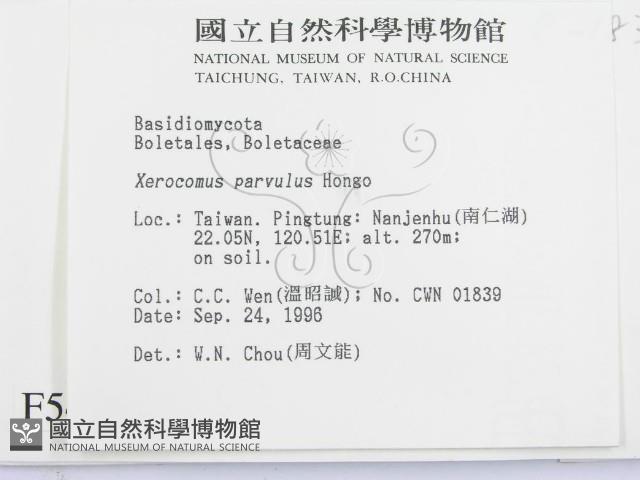 國立自然科學博物館
NATIONAL MUSEUM OF NATURAL SCIENCE
TAICHUNG, TAIWAN, R.O.CHINA
Basidiomycota
Boletales, Boletaceae
Xerocomus parvulus Hongo
Loc.: Taiwan. Pingtung: Nanjenhu(南仁湖)
22.05N, 120.51E; alt. 270m;
on soil.
Col.: C.C. Wen(溫昭誠); No. CWN 01839
Date: Sep. 24, 1996
Det.: W.N. Chou(周文能)
國立自然科學博物館
NATIONAL MUSEUM OF NATURAL SCIENCE